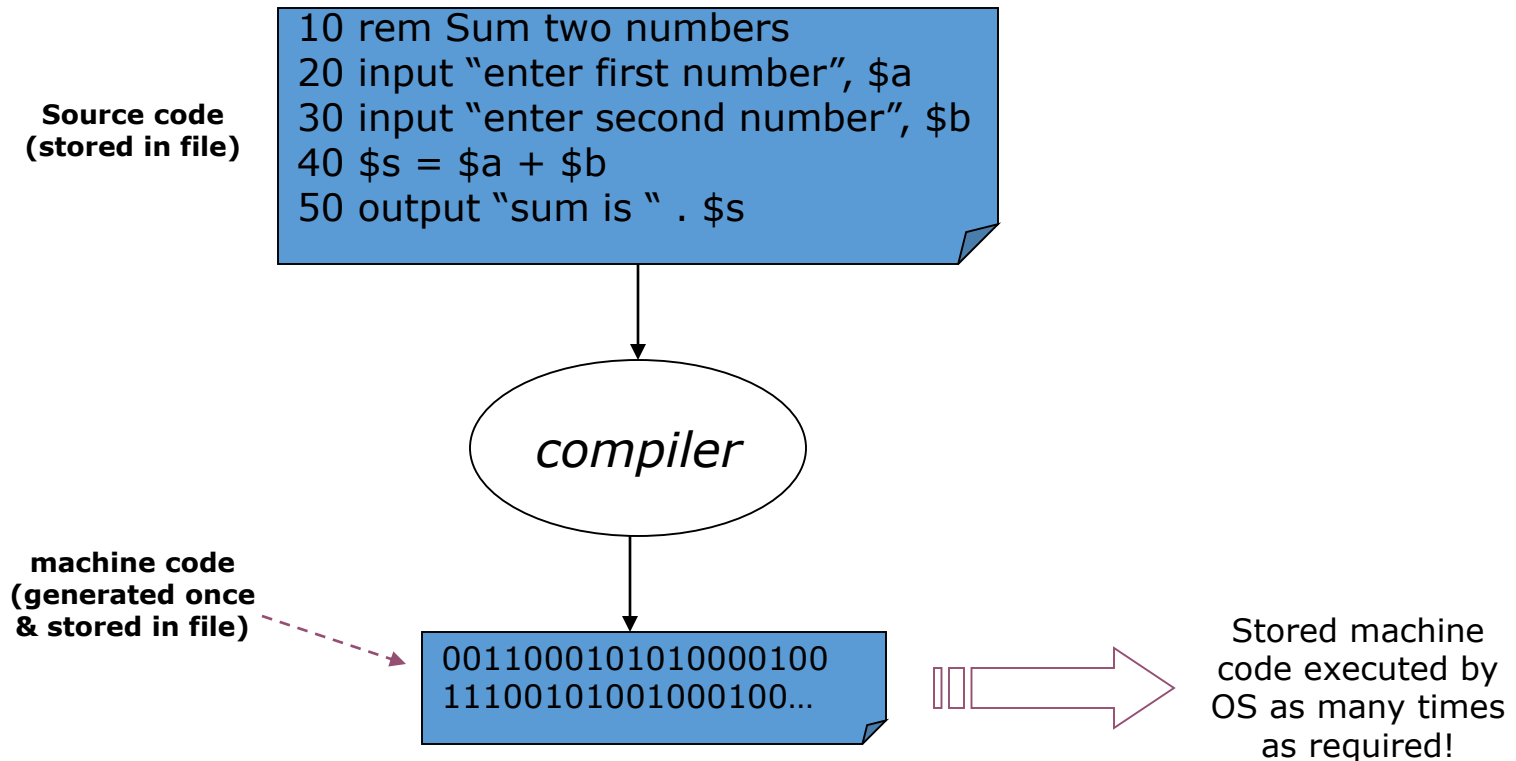 10 rem Sum two numbers
20 input “enter first number”, $a
30 input “enter second number”, $b
40 $s = $a + $b
50 output “sum is “ . $s
Source code
(stored in file)
compiler
machine code
(generated once
& stored in file)
0011000101010000100
111001010010001​00…
Stored machine
code executed by
OS as many times
as required!